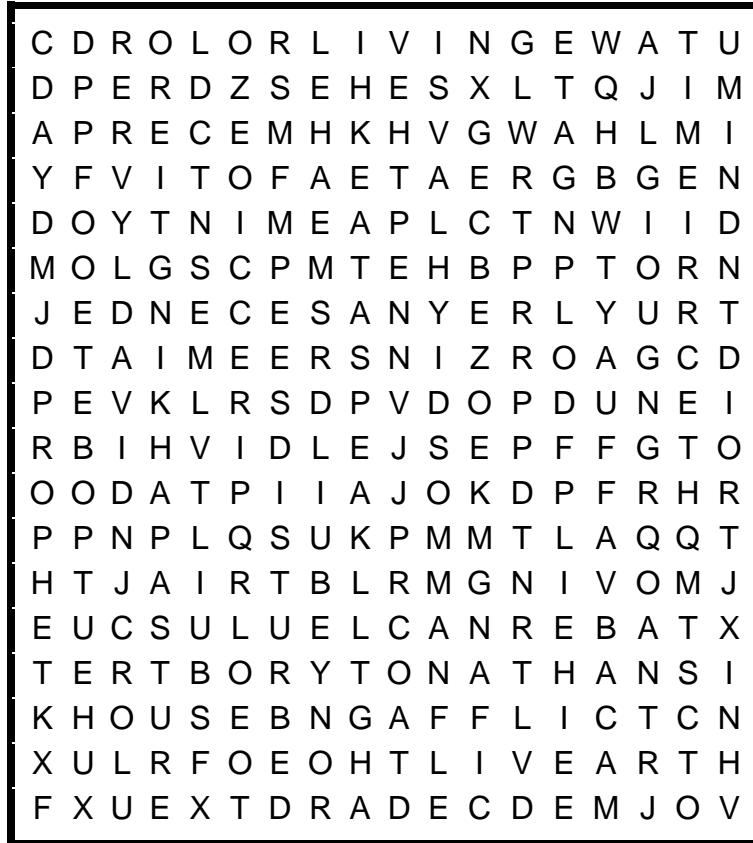 C D R O L O R L I V I N G E W A T U
D P E R D Z S E H E S X L T Q J I M
A P R E C E M H K H V G W A H L M I
Y F V I T O F A E T A E R G B G E N
D O Y T N I M E A P L C T N W I I D
M O L G S C P M T E H B P P T O R N
J E D N E C E S A N Y E R L Y U R T
D T A I M E E R S N I Z R O A G C D
P E V K L R S D P V D O P D U N E I
R B I H V I D L E J S E P F F G T O
O O D A T P I I A J O K D P F R H R
P P N P L Q S U K P M M T L A Q Q T
H T J A I R T B L R M G N I V O M J
E U C S U L U E L C A N R E B A T X
T E R T B O R Y T O N A T H A N S I
K H O U S E B N G A F F L I C T C N
X U L R F O E O H T L I V E A R T H
F X U E X T D R A D E C D E M J O V